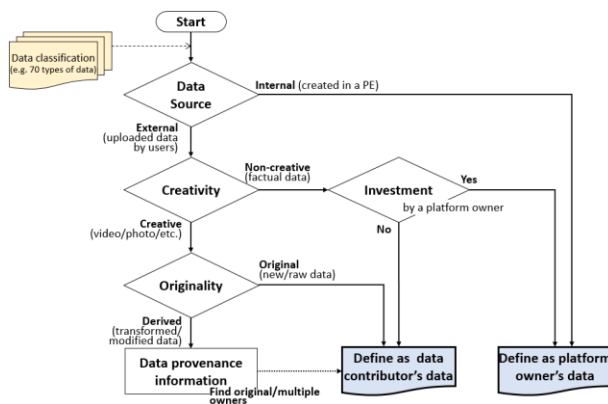 Start
Data classification
(e.g. 70 types of data)
Data
Source
Internal (created in a PE)
External
(uploaded data
by users)
Creativity
Non-creative
(factual data)
Investment
by a platform owner
Yes
No
Creative
(video/photo/etc.)
Originality
Original
(new/raw data)
Derived
(transformed/
modified data)
Data provenance
information
Find original/multiple
owners
Define as data
contributor's data
Define as platform
owner's data